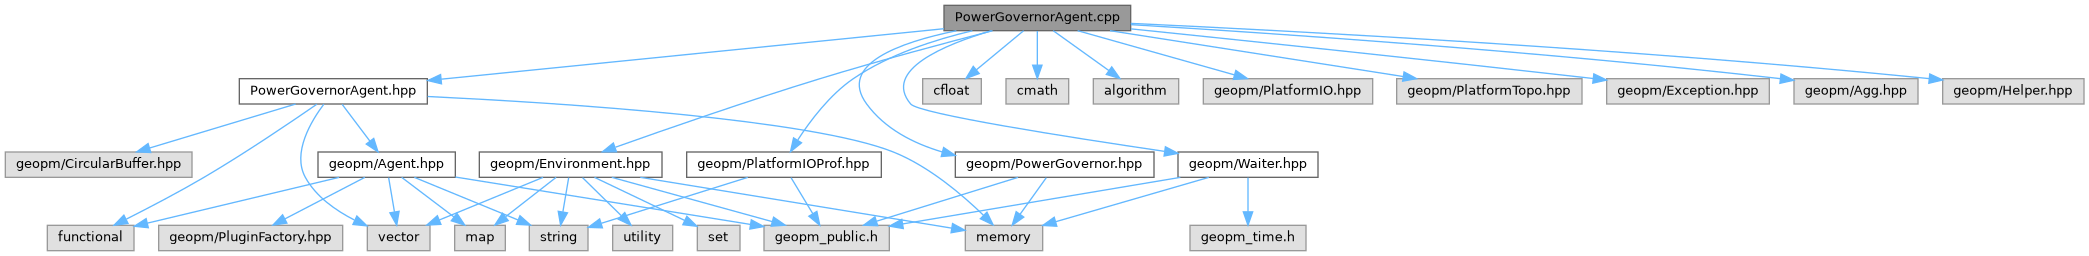 PowerGovernorAgent.cpp
PowerGovernorAgent.hpp
cfloat
cmath
algorithm
geopm/PlatformIO.hpp
geopm/PlatformTopo.hpp
geopm/Exception.hpp
geopm/Agg.hpp
geopm/Helper.hpp
geopm/CircularBuffer.hpp
geopm/Agent.hpp
geopm/Environment.hpp
geopm/PlatformIOProf.hpp
geopm/PowerGovernor.hpp
geopm/Waiter.hpp
functional
geopm/PluginFactory.hpp
vector
map
string
utility
set
geopm_public.h
memory
geopm_time.h